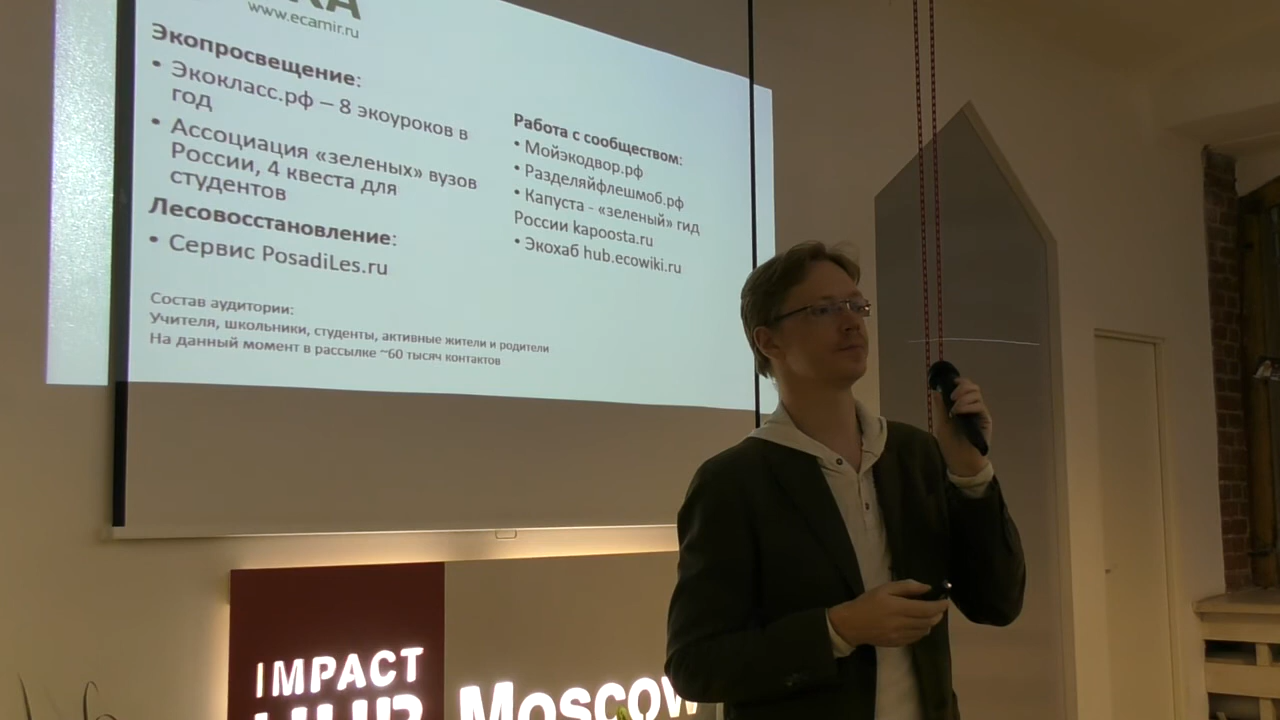 www.ecamir.ru
Экопросвещение:
• Экокласс.рф – 8 экоуроков в
год
• Ассоциация «зеленых» вузов
России, 4 квеста для
студентов
Лесовосстановление:
• Сервис PosadiLes.ru
Работа с сообществом:
• Мойэкодвор.рф
• Разделяйфлешмоб.рф
• Капуста - «зеленый» гид
России kapoosta.ru
• Экохаб hub.ecowiki.ru
Состав аудитории:
Учителя, школьники, студенты, активные жители и родители
На данный момент в рассылке ~60 тысяч контактов
IMPACT
HUB
Moscow